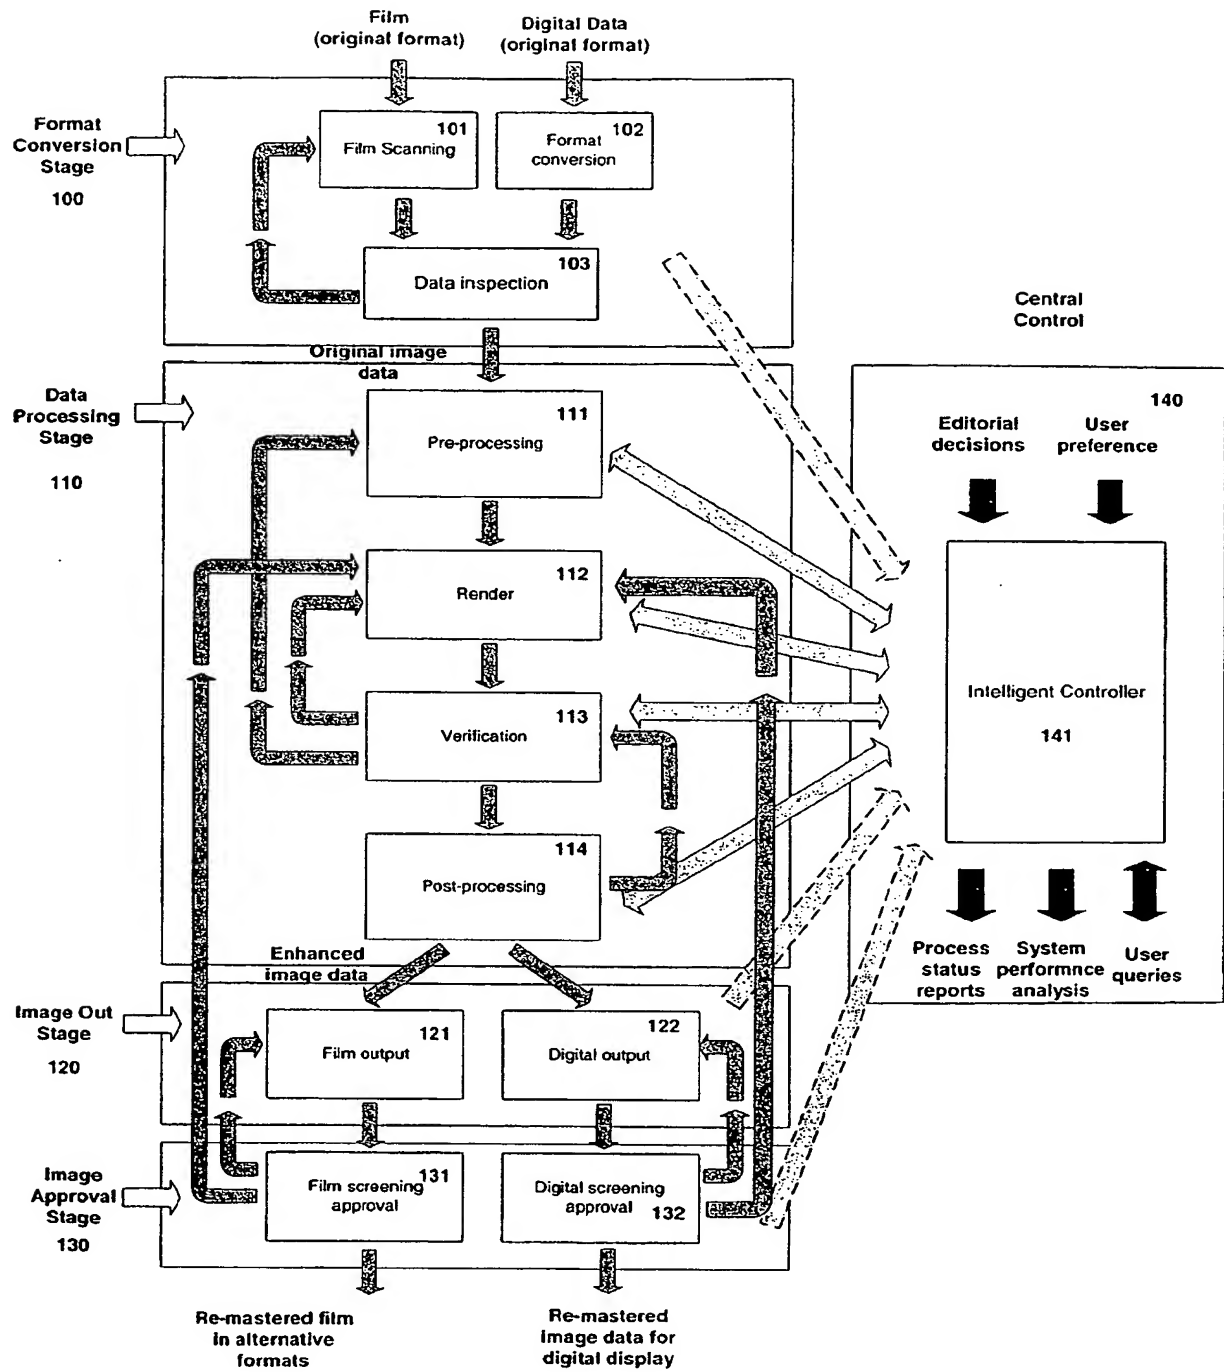 Film
(original format)
Digital Data
(original format)
Format
Conversion
Stage
100
101
Film Scanning
102
Format
conversion
103
Data inspection
Original image
data
Central
Control
Data
Processing
Stage
110
111
Pre-processing
112
Render
113
Verification
114
Post-processing
Enhanced
image data
140
Editorial
decisions
User
preference
Intelligent Controller
141
Process
status
reports
System
performnce
analysis
User
queries
Image Out
Stage
120
121
Film output
122
Digital output
Image
Approval
Stage
130
131
Film screening
approval
Digital screening
approval
132
Re-mastered film
in alternative
formats
Re-mastered
image data for
digital display